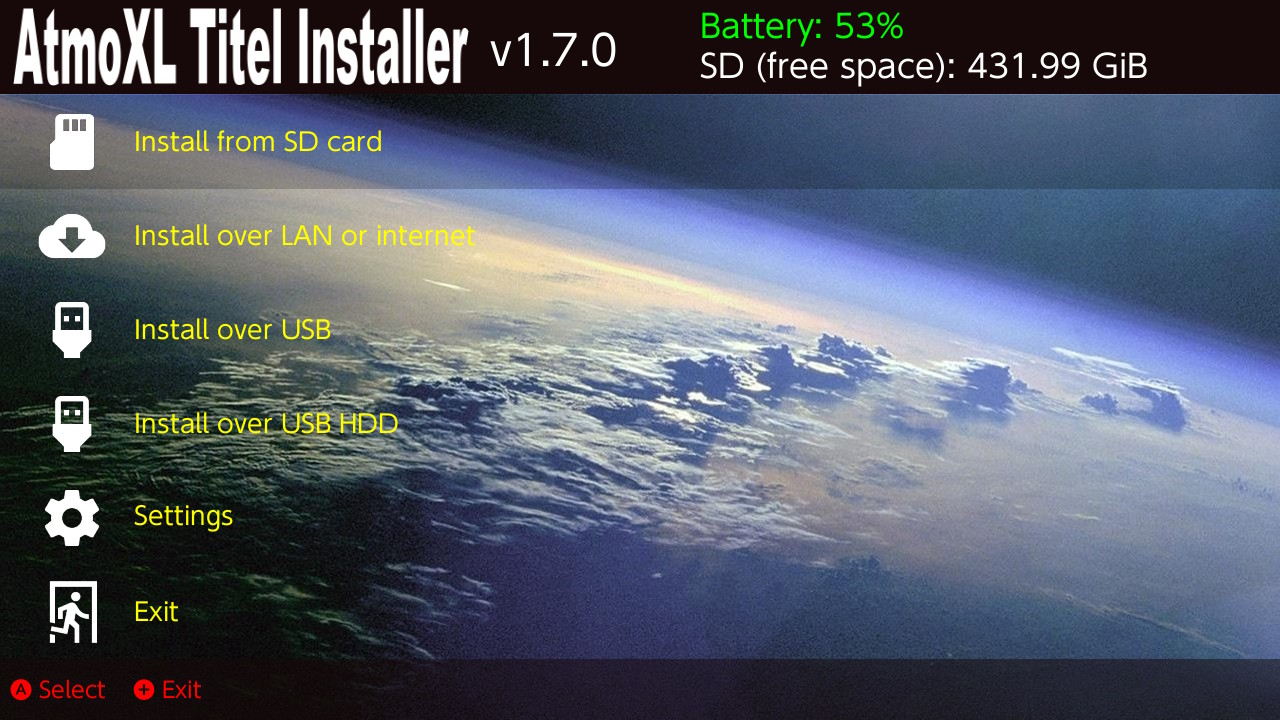 AtmoXL Titel Installer v1.7.0
Battery: 53%
SD (free space): 431.99 GiB
Install from SD card
Install over LAN or internet
Install over USB
Install over USB HDD
Settings
Exit
A Select + Exit